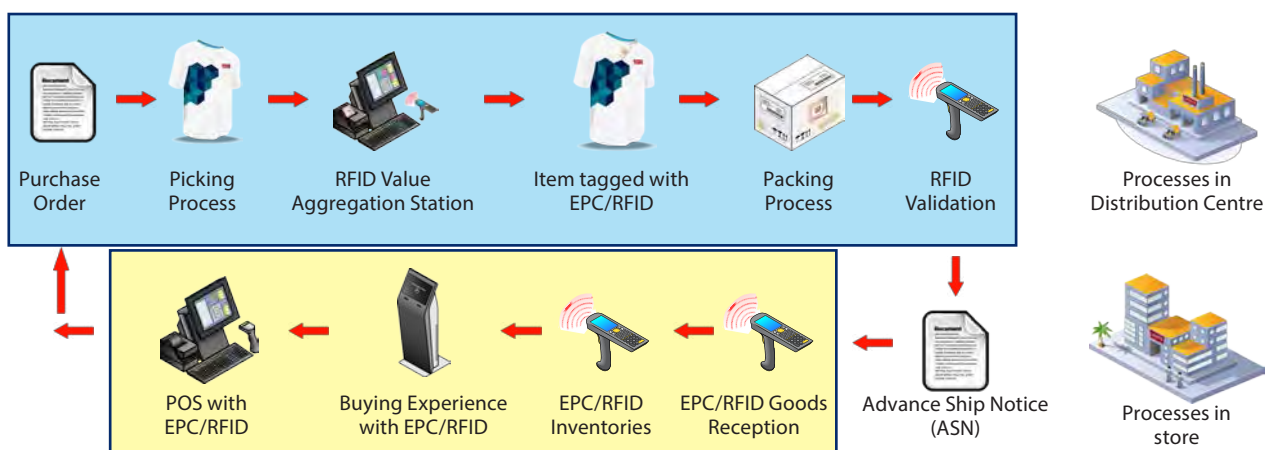 Document
Purchase
Order
Picking
Process
RFID Value
Aggregation Station
Item tagged with
EPC/RFID
Packing
Process
RFID
Validation
Processes in
Distribution Centre
POS with
EPC/RFID
Buying Experience
with EPC/RFID
EPC/RFID
Inventories
EPC/RFID Goods
Reception
Document
Advance Ship Notice
(ASN)
Processes in
store